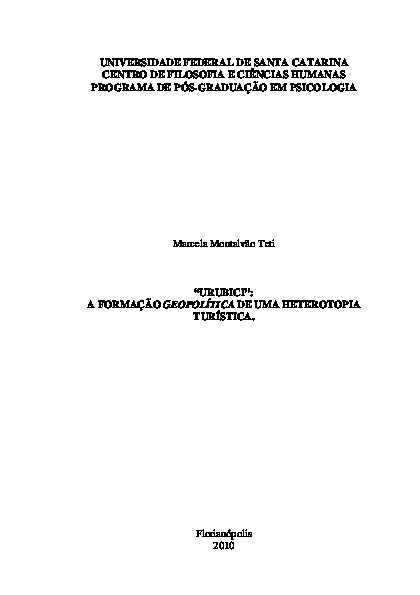 UNIVERSIDADE FEDERAL DE SANTA CATARINA
CENTRO DE FILOSOFIA E CIÊNCIAS HUMANAS
PROGRAMA DE PÓS-GRADUAÇÃO EM PSICOLOGIA
Marcela Montalvão Teti
“URUBICI”:
A FORMAÇÃO GEOPOLÍTICA DE UMA HETEROTOPIA
TURÍSTICA.
Florianópolis
2010